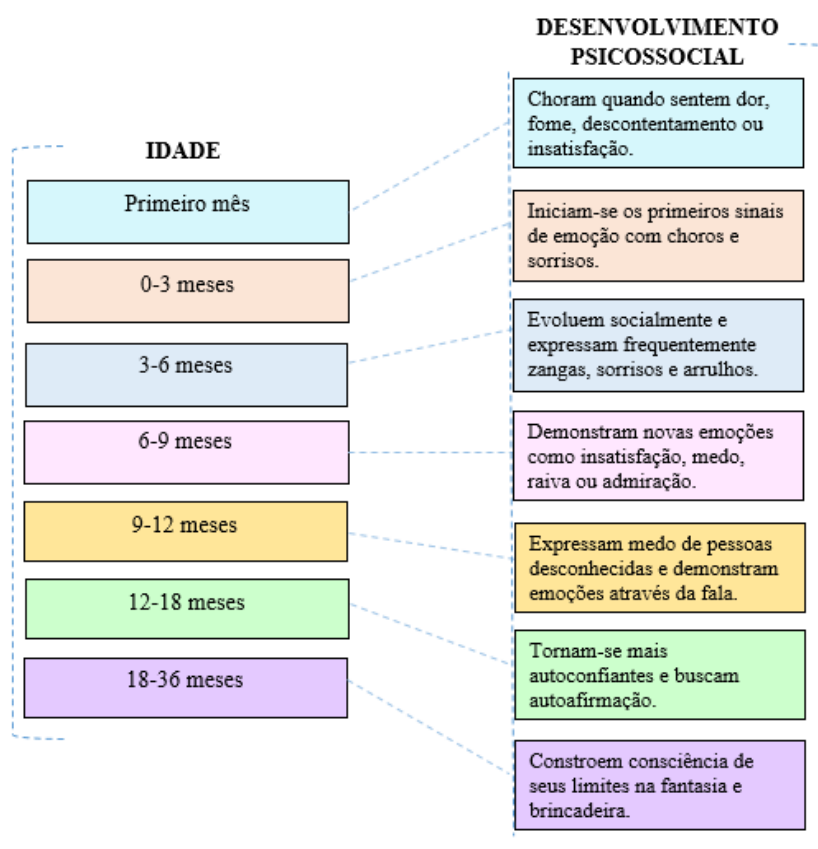 DESENVOLVIMENTO
PSICOSSOCIAL
Choram quando sentem dor,
fome, descontentamento ou
insatisfação.
IDADE
Primeiro mês
Iniciam-se os primeiros sinais
de emoção com choros e
sorrisos.
0-3 meses
Evoluem socialmente e
expressam frequentemente
zangas, sorrisos e arrulhos.
3-6 meses
Demonstram novas emoções
como insatisfação, medo,
raiva ou admiração.
6-9 meses
Expressam medo de pessoas
desconhecidas e demonstram
emoções através da fala.
9-12 meses
Tornam-se mais
autoconfiantes e buscam
autoafirmação.
12-18 meses
Constroem consciência de
seus limites na fantasia e
brincadeira.
18-36 meses